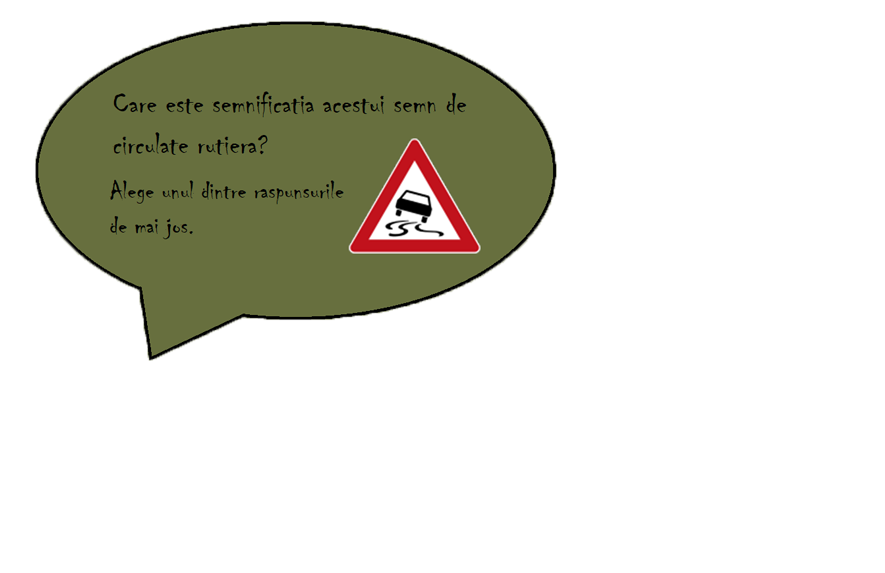 Care este semnificatia acestui semn de
circulate rutiera?
Alege unul dintre raspunsurile
de mai jos.